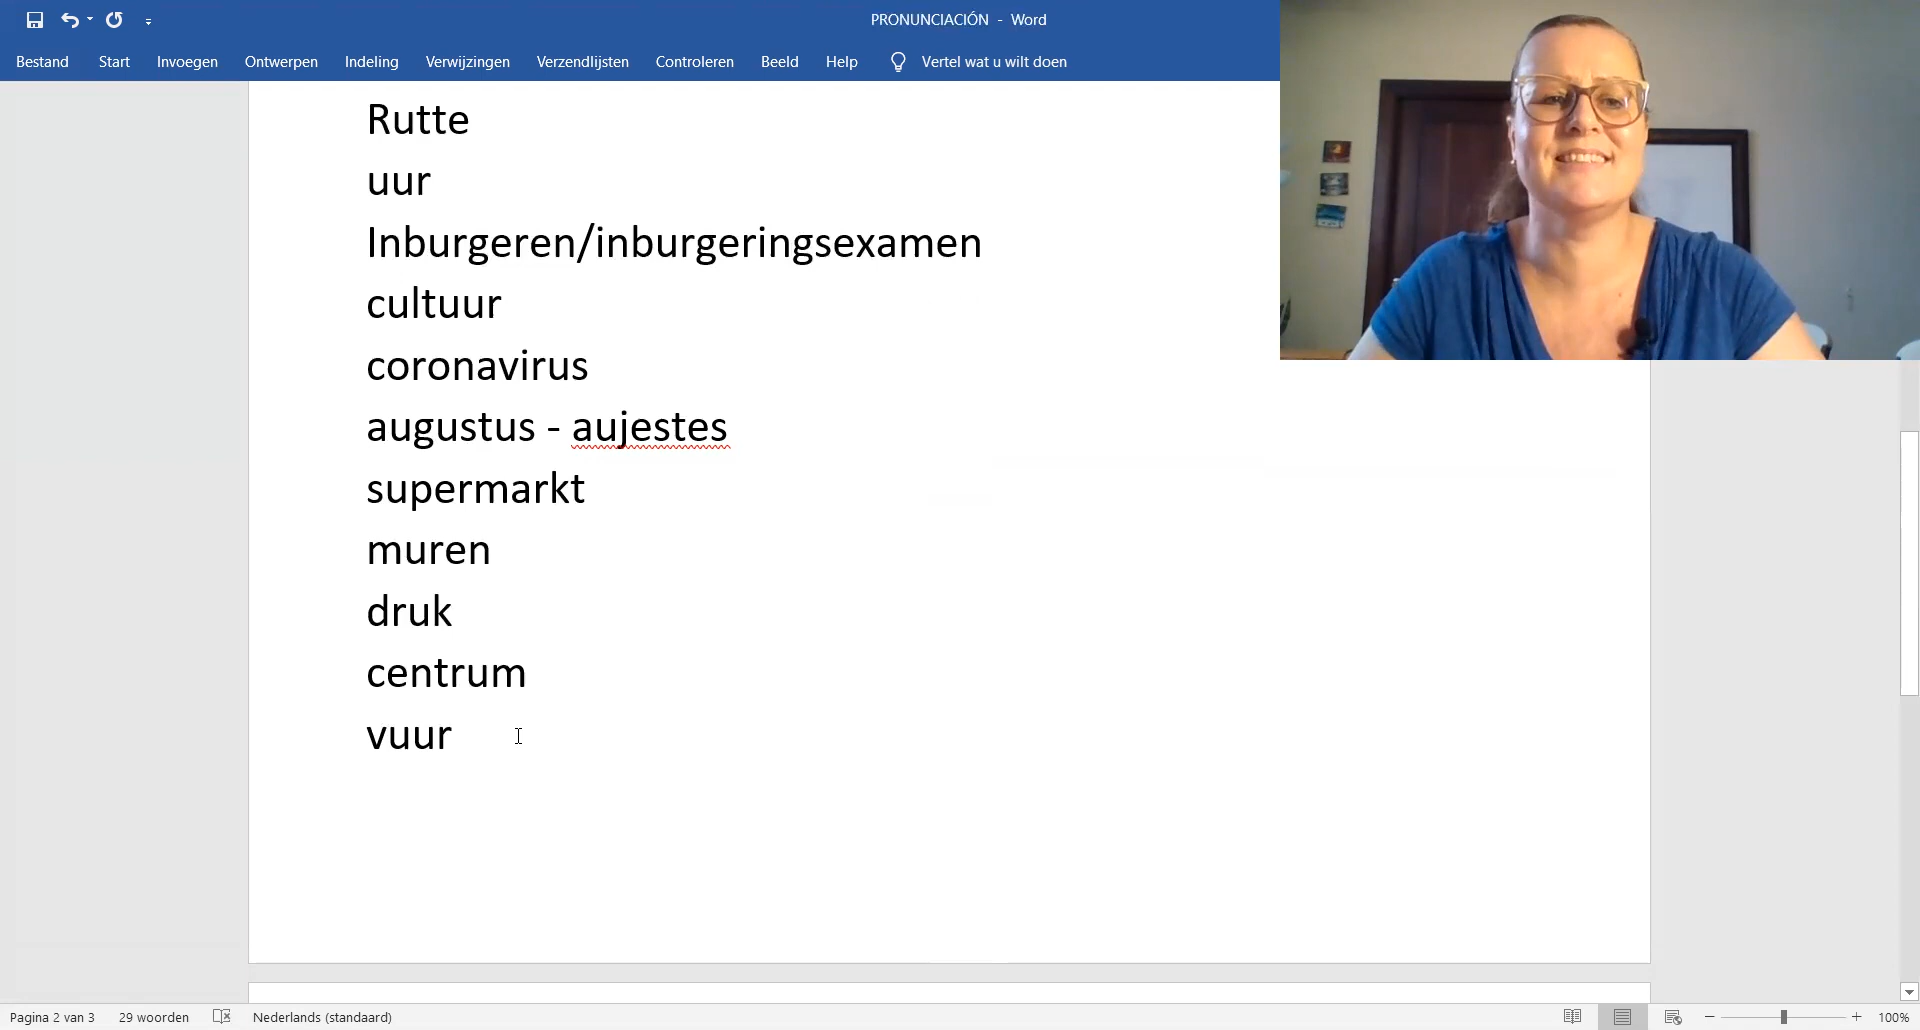 PRONUNCIACIÓN - Word
Bestand Start Invoegen Ontwerpen Indeling Verwijzingen Verzendlijsten Controleren Beeld Help Vertel wat u wilt doen
Rutte
uur
Inburgeren/inburgeringsexamen
cultuur
coronavirus
augustus - aujestes
supermarkt
muren
druk
centrum
vuur
Pagina 2 van 3 29 woorden Nederlands (standaard) 100%